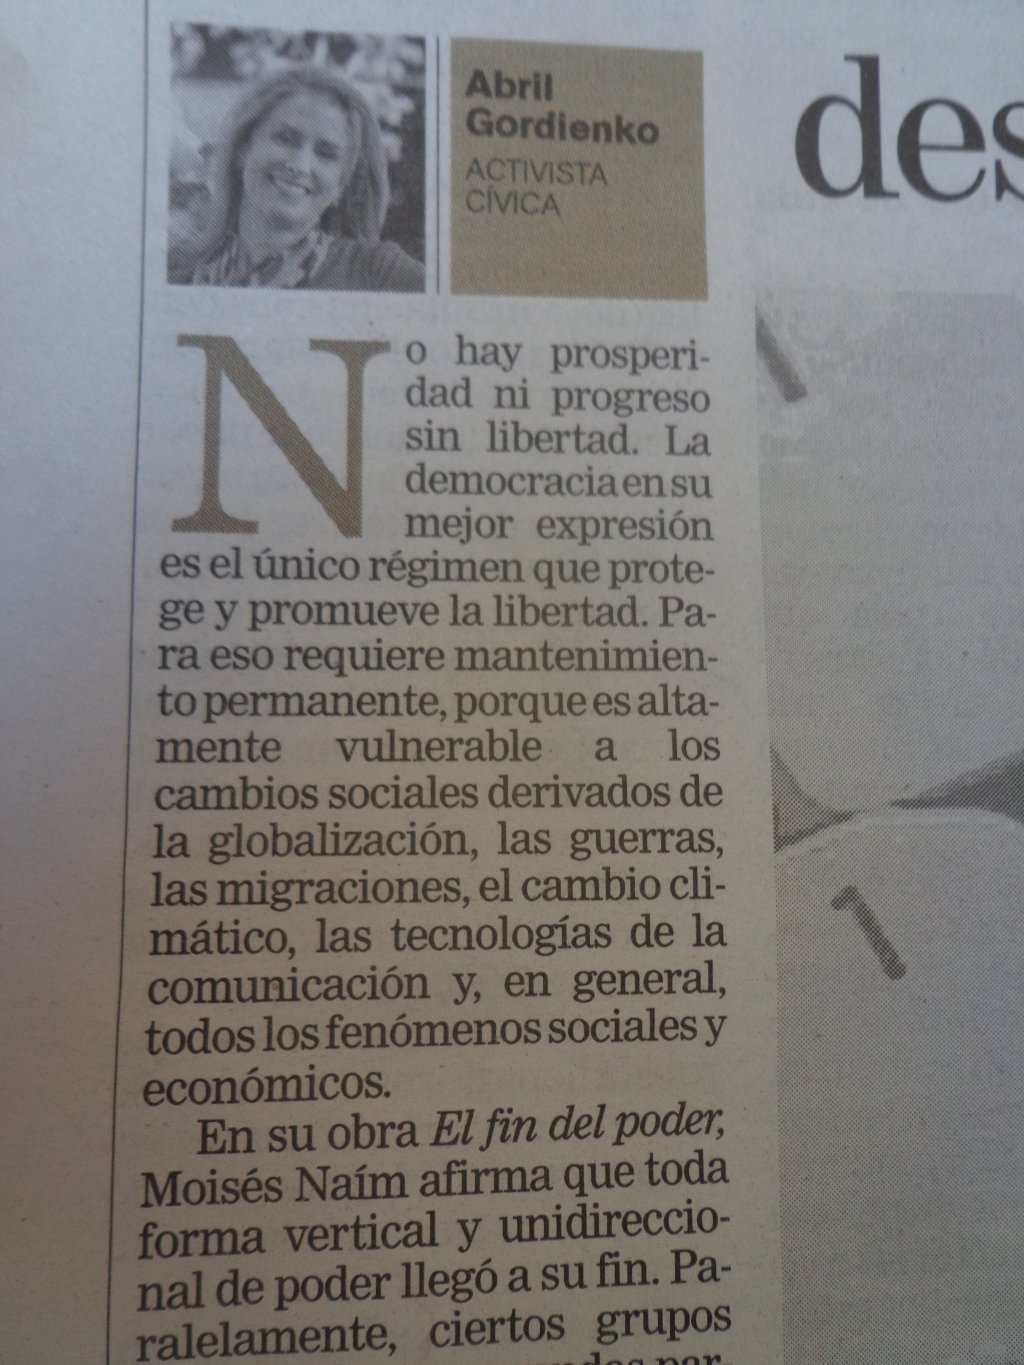 Abril
Gordienko
ACTIVISTA
CÍVICA
des
No hay prosperi-
dad ni progreso
sin libertad. La
democracia en su
mejor expresión
es el único régimen que prote-
ge y promueve la libertad. Pa-
ra eso requiere mantenimien-
to permanente, porque es alta-
mente vulnerable a los
cambios sociales derivados de
la globalización, las guerras,
las migraciones, el cambio cli-
mático, las tecnologías de la
comunicación y, en general,
todos los fenómenos sociales y
económicos.
En su obra El fin del poder,
Moisés Naím afirma que toda
forma vertical y unidireccio-
nal de poder llegó a su fin. Pa-
ralelamente, ciertos grupos
1